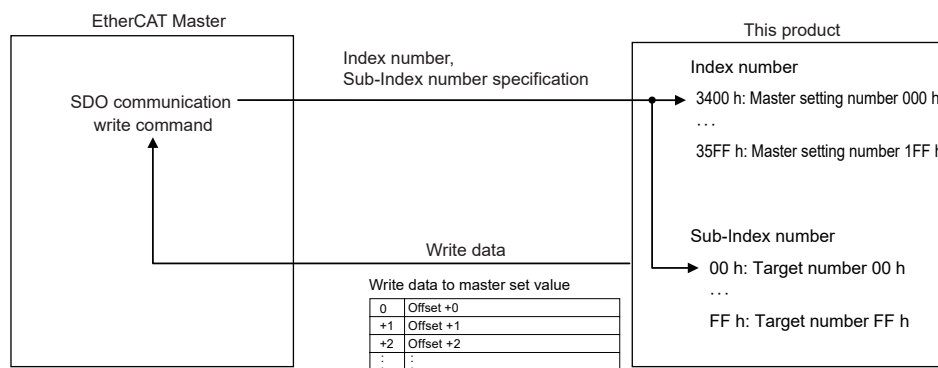 EtherCAT Master
This product
Index number,
Sub-Index number specification
Index number
SDO communication
write command
3400 h: Master setting number 000 h
...
35FF h: Master setting number 1FF h
Sub-Index number
Write data
00 h: Target number 00 h
...
FF h: Target number FF h
Write data to master set value
0 Offset +0
+1 Offset +1
+2 Offset +2
: :